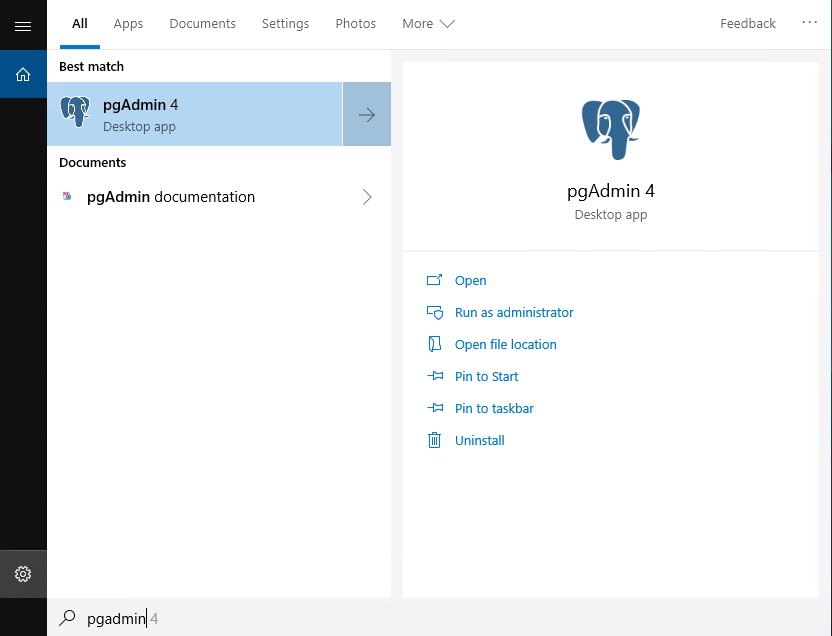 All Apps Documents Settings Photos More Feedback ...
Best match
pgAdmin 4
Desktop app
Documents
pgAdmin documentation
pgAdmin 4
Desktop app
Open
Run as administrator
Open file location
Pin to Start
Pin to taskbar
Uninstall
pgadmin 4